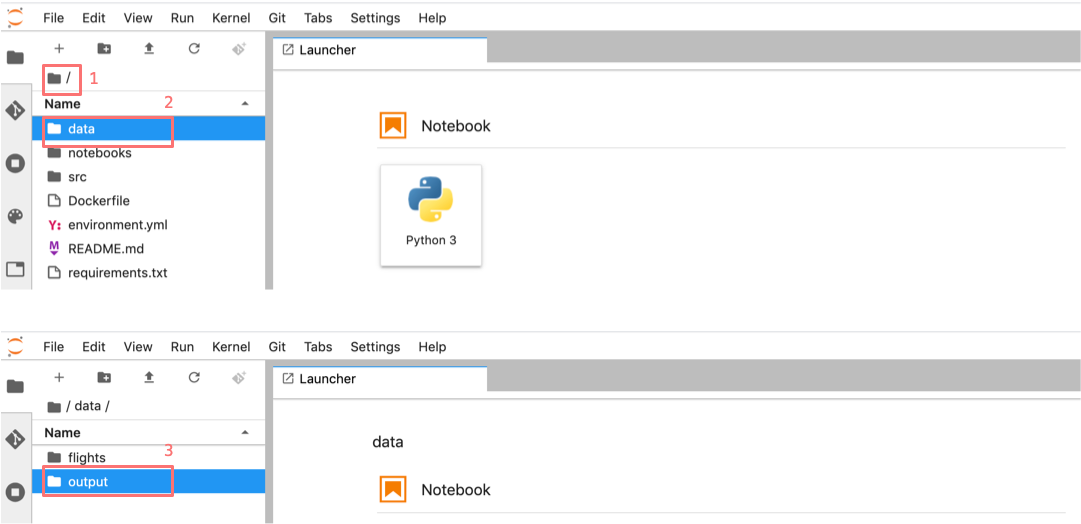 File Edit View Run Kernel Git Tabs Settings Help
Launcher
/ 1
Name 2
data
notebooks
src
Dockerfile
Y: environment.yml
M README.md
requirements.txt
Notebook
Python 3
File Edit View Run Kernel Git Tabs Settings Help
Launcher
/ data /
Name
flights 3
output
data
Notebook